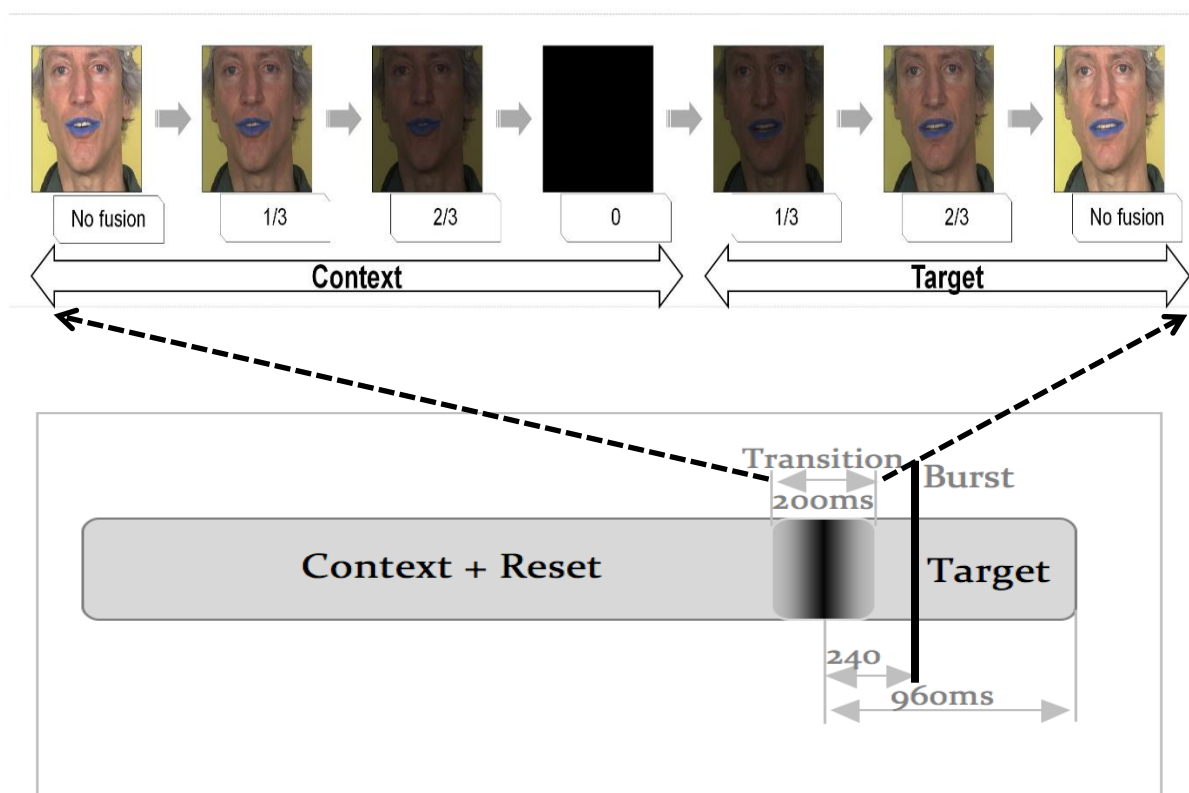 No fusion 1/3 2/3 0 1/3 2/3 No fusion
Context Target
Transition
200ms
Burst
Context + Reset
Target
240
960ms